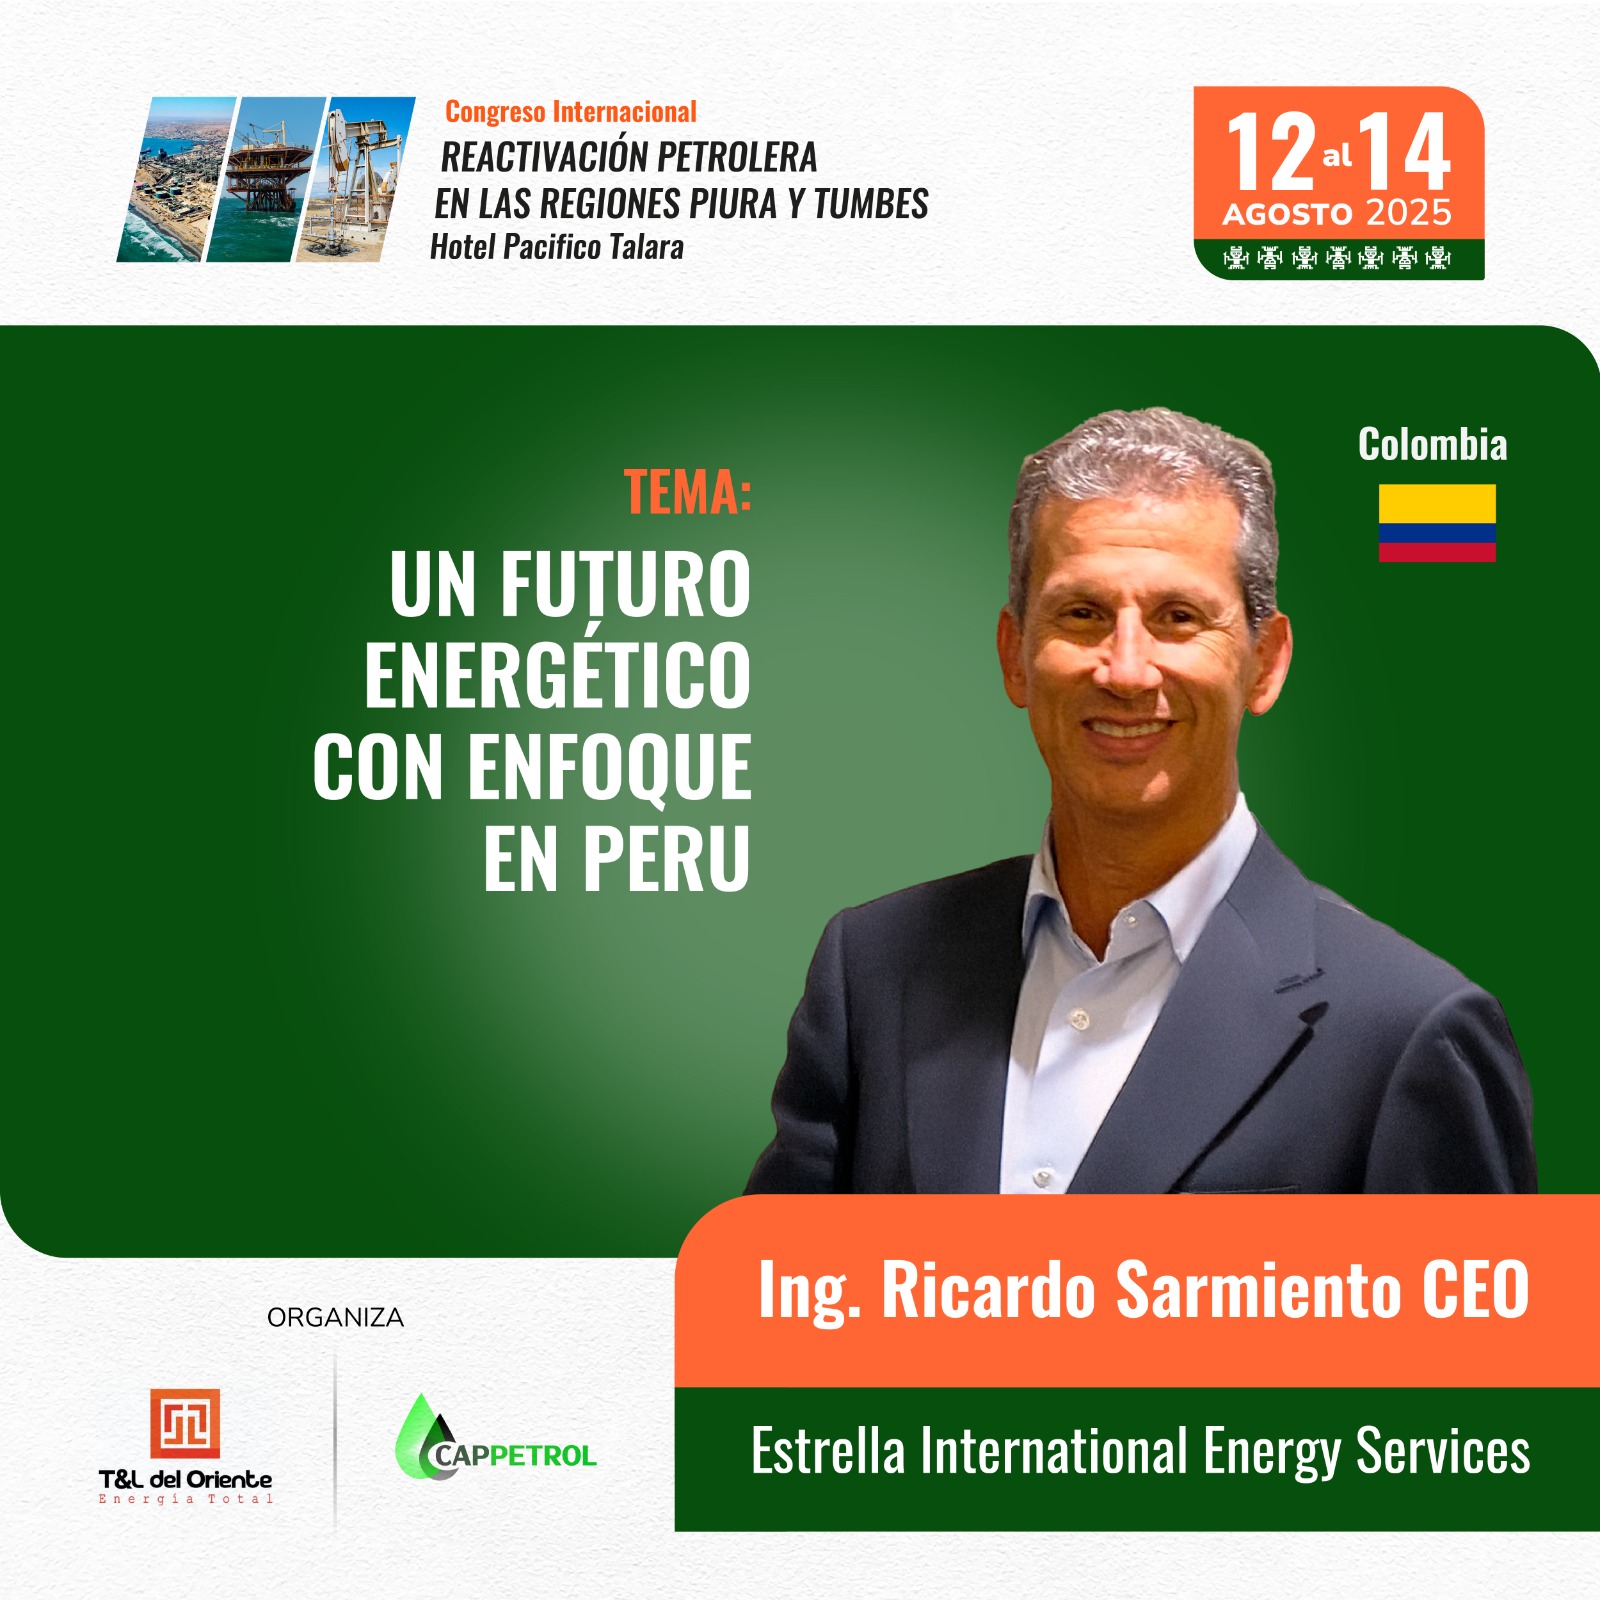 Congreso Internacional
REACTIVACIÓN PETROLERA
EN LAS REGIONES PIURA Y TUMBES
Hotel Pacifico Talara
12 al 14
AGOSTO 2025
Colombia
TEMA:
UN FUTURO
ENERGÉTICO
CON ENFOQUE
EN PERU
Ing. Ricardo Sarmiento CEO
Estrella International Energy Services
ORGANIZA
T&L del Oriente
Energía Total
CAPPETROL